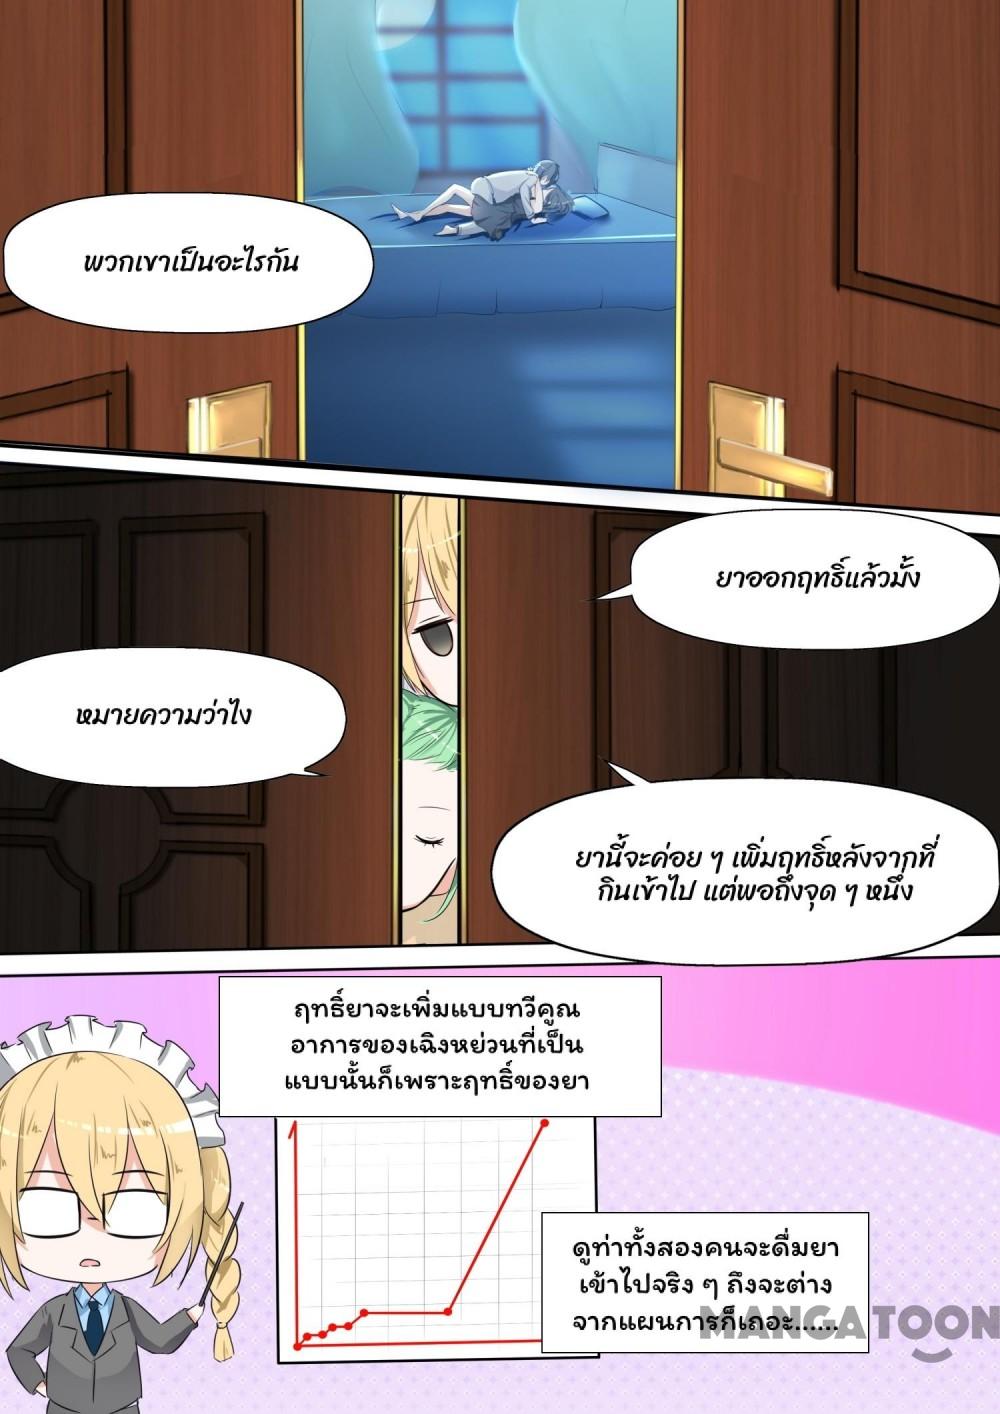 พวกเขาเป็นอะไรกัน
ยาออกฤทธิ์แล้วมั้ง
หมายความว่าไง
ยานี้จะค่อย ๆ เพิ่มฤทธิ์หลังจากที่
กินเข้าไป แต่พอถึงจุด ๆ หนึ่ง
ฤทธิ์ยาจะเพิ่มแบบทวีคูณ
อาการของเฉิงหย่วนที่เป็น
แบบนั้นก็เพราะฤทธิ์ของยา
ดูท่าทั้งสองคนจะดื่มยา
เข้าไปจริง ๆ ถึงจะต่าง
จากแผนการก็เถอะ......
MANGATOON